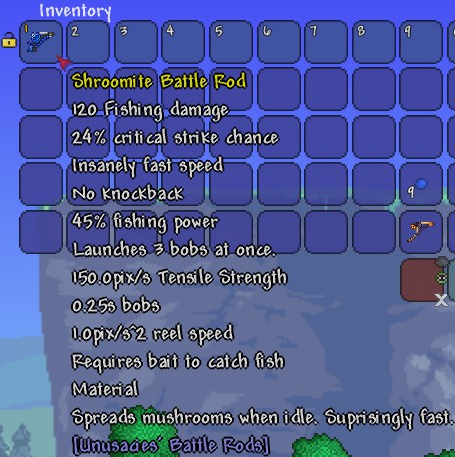 Inventory
1 2 3 4 5 6 7 8 9
Shroomite Battle Rod
120 Fishing damage
24% critical strike chance
Insanely fast speed
No knockback
9
45% fishing power
Launches 3 bobs at once.
150.0pix/s Tensile Strength
0.25s bobs
X
1.0pix/s^2 reel speed
Requires bait to catch fish
Material
Spreads mushrooms when idle. Suprisingly fast.
[Unusacies' Battle Rods]